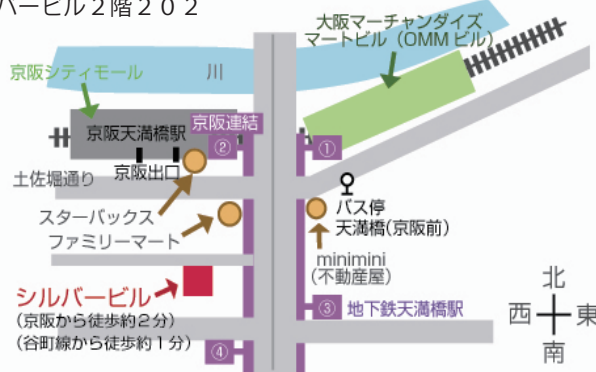 バービル２階２０２
大阪マーチャンダイズ
マートビル（OMMビル）
京阪シティモール
川
京阪連結
京阪天満橋駅
②
①
京阪出口
土佐堀通り
スターバックス
ファミリーマート
バス停
天満橋(京阪前)
minimini
(不動産屋)
シルバービル
(京阪から徒歩約２分)
(谷町線から徒歩約１分)
③ 地下鉄天満橋駅
④
北
西
東
南